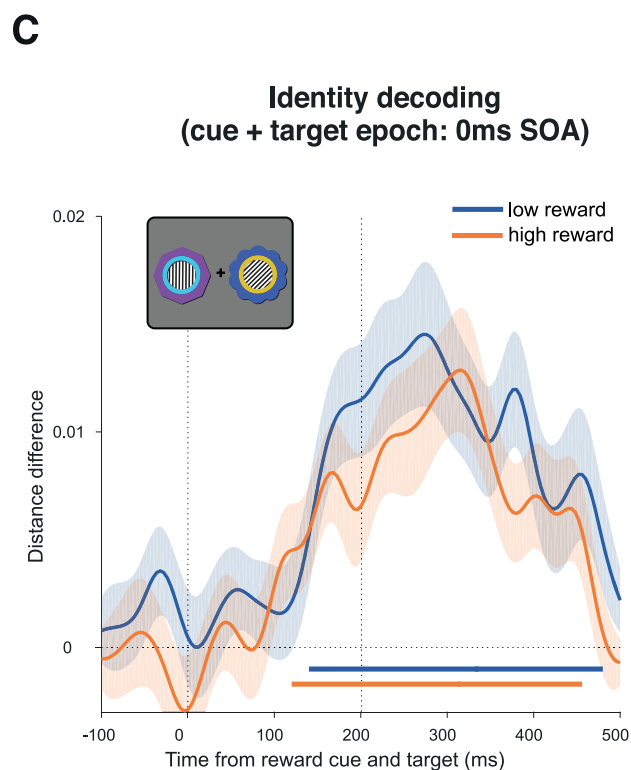 C
Identity decoding
(cue + target epoch: 0ms SOA)
low reward
high reward
0.02
0.01
0
Distance difference
-100
0
100
200
300
400
500
Time from reward cue and target (ms)